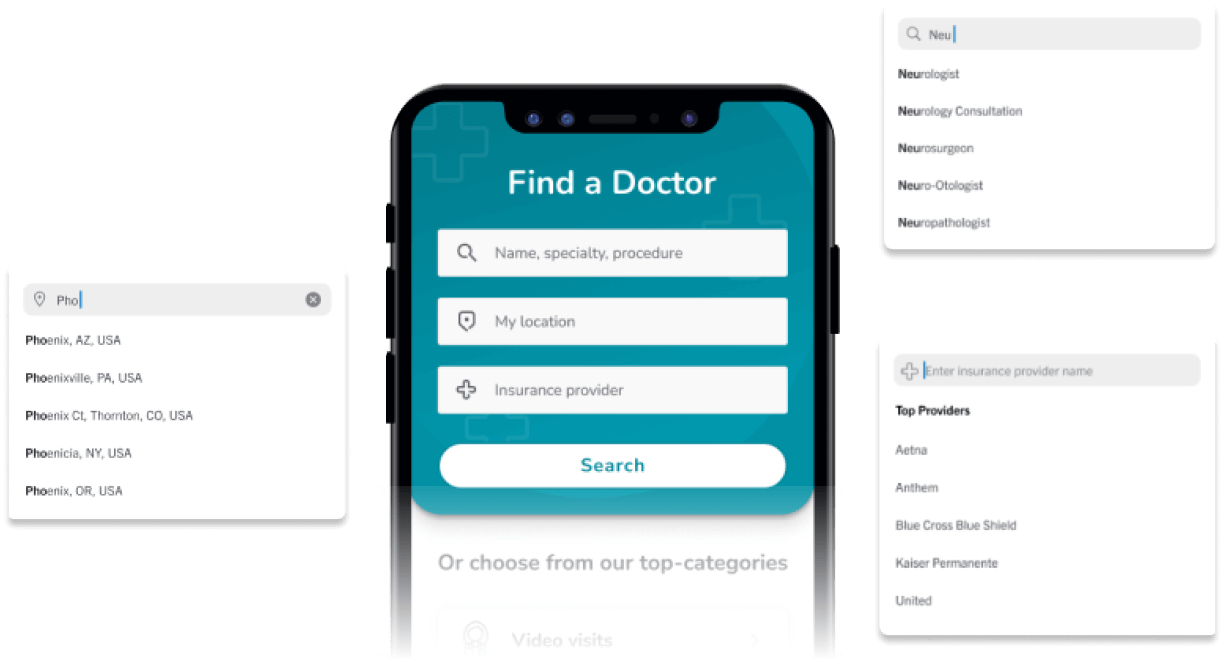 Find a Doctor
Name, specialty, procedure
My location
Insurance provider
Search
Or choose from our top-categories
Video visits
Pho
Phoenix, AZ, USA
Phoenixville, PA, USA
Phoenix Ct, Thornton, CO, USA
Phoenicia, NY, USA
Phoenix, OR, USA
Neu
Neurologist
Neurology Consultation
Neurosurgeon
Neuro-Otologist
Neuropathologist
Enter insurance provider name
Top Providers
Aetna
Anthem
Blue Cross Blue Shield
Kaiser Permanente
United